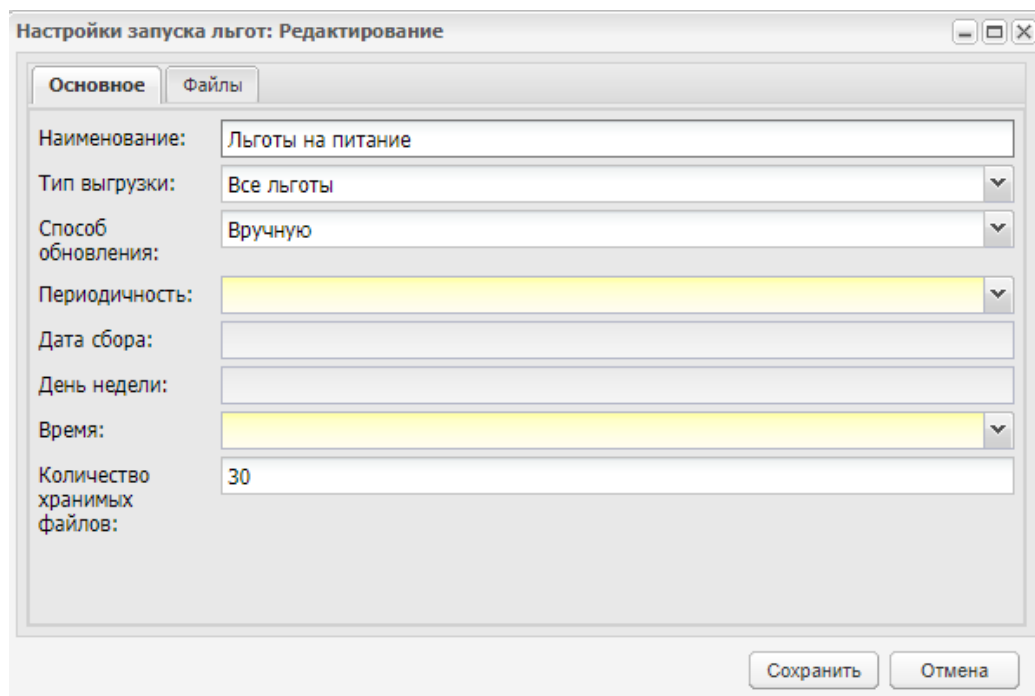 Настройки запуска льгот: Редактирование
Основное Файлы
Наименование: Льготы на питание
Тип выгрузки: Все льготы
Способ Вручную
обновления:
Периодичность:
Дата сбора:
День недели:
Время:
Количество 30
хранимых
файлов:
Сохранить Отмена